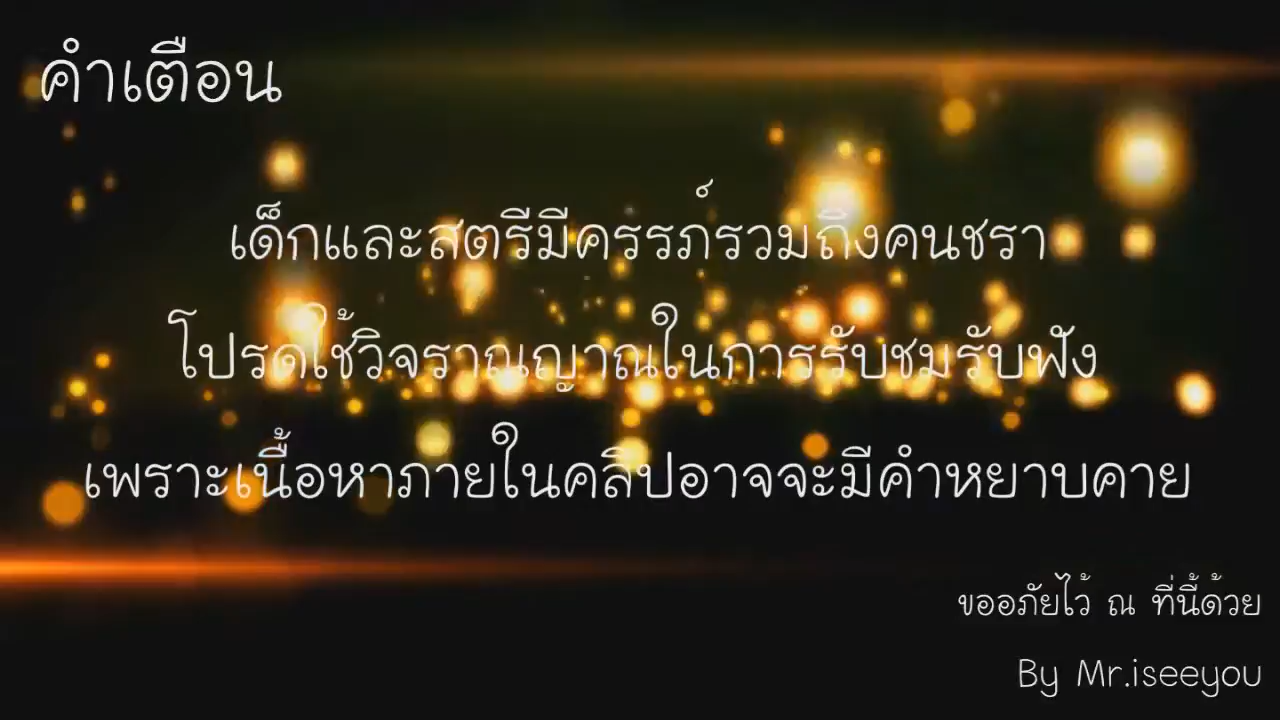 คำเตือน
เด็กและสตรีมีครรภ์รวมถึงคนชรา
โปรดใช้วิจราณญาณในการรับชมรับฟัง
เพราะเนื้อหาภายในคลิปอาจจะมีคำหยาบคาย
ขออภัยไว้ ณ ที่นี้ด้วย
By Mr.iseeyou